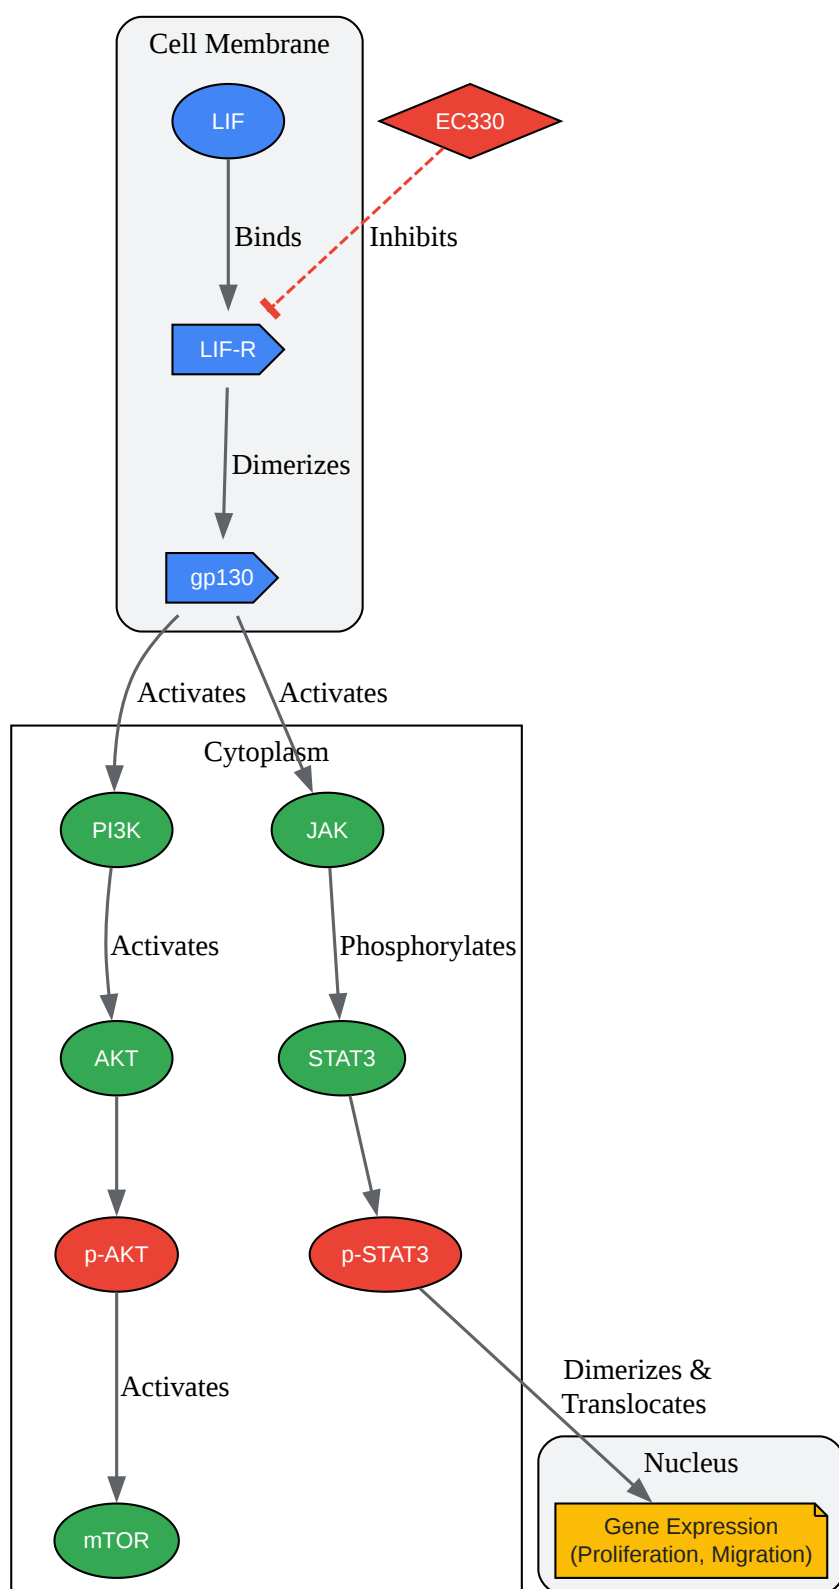 Cell Membrane
LIF
EC330
Binds
Inhibits
LIF-R
Dimerizes
gp130
Activates
Activates
Cytoplasm
PI3K
JAK
Activates
Phosphorylates
AKT
STAT3
p-AKT
p-STAT3
Activates
Dimerizes &
Translocates
Nucleus
mTOR
Gene Expression
(Proliferation, Migration)